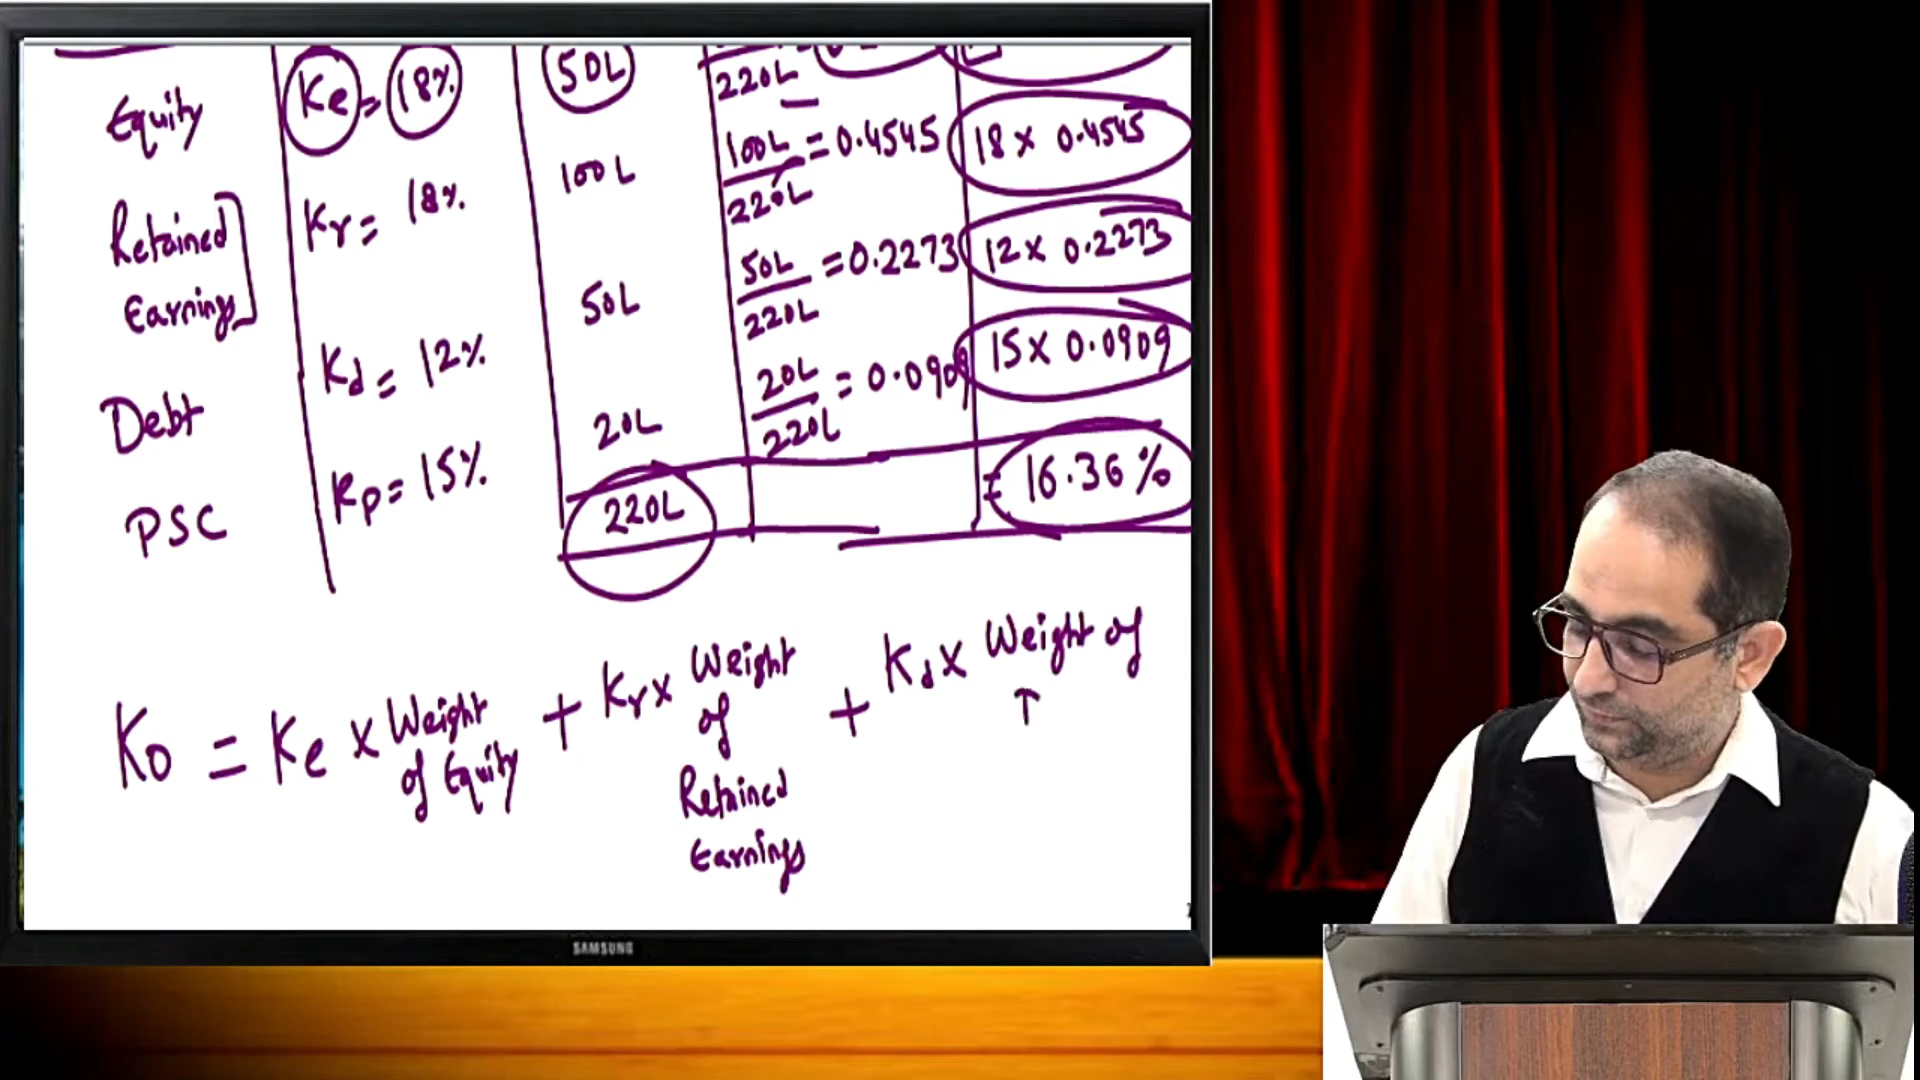 Equity Ke = 18% 50L 220L
Retained Earnings Kr = 18% 100L 100L/220L = 0.4545 18 x 0.4545
Debt Kd = 12% 50L 50L/220L = 0.2273 12 x 0.2273
PSC Kp = 15% 20L 20L/220L = 0.0909 15 x 0.0909
220L = 16.36%
Ko = Ke x Weight of Equity + Kr x Weight of Retained Earnings + Kd x Weight of
SAMSUNG